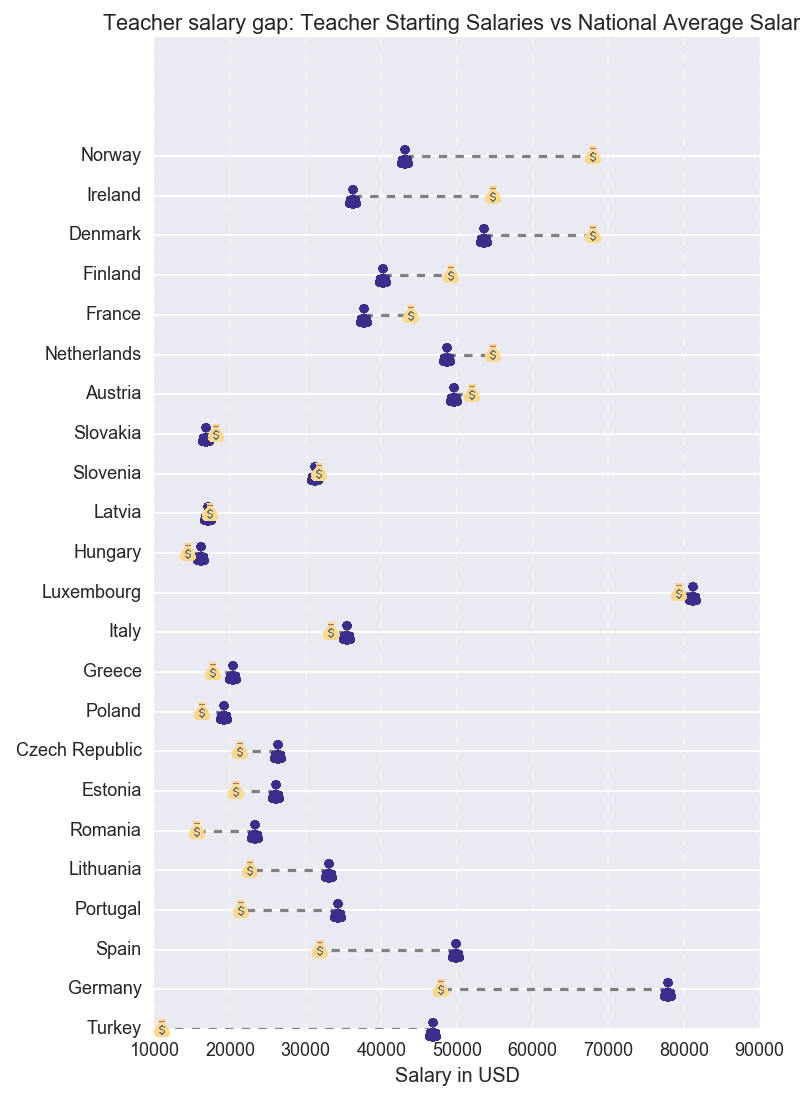 Teacher salary gap: Teacher Starting Salaries vs National Average Salar
Norway
Ireland
Denmark
Finland
France
Netherlands
Austria
Slovakia
Slovenia
Latvia
Hungary
Luxembourg
Italy
Greece
Poland
Czech Republic
Estonia
Romania
Lithuania
Portugal
Spain
Germany
Turkey
10000 20000 30000 40000 50000 60000 70000 80000 90000
Salary in USD